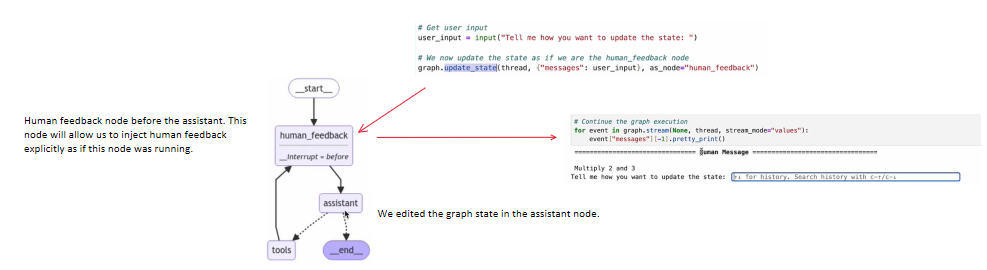 # Get user input
user_input = input("Tell me how you want to update the state: ")
# We now update the state as if we are the human_feedback node
graph.update_state(thread, {"messages": user_input}, as_node="human_feedback")
__start__
Human feedback node before the assistant. This
node will allow us to inject human feedback
explicitly as if this node was running.
human_feedback
__interrupt = before
# Continue the graph execution
for event in graph.stream(None, thread, stream_mode="values"):
event["messages"][-1].pretty_print()
================================ Human Message =================================
Multiply 2 and 3
Tell me how you want to update the state: ↑↓ for history. Search history with c-↑/c-↓
assistant
We edited the graph state in the assistant node.
tools
__end__